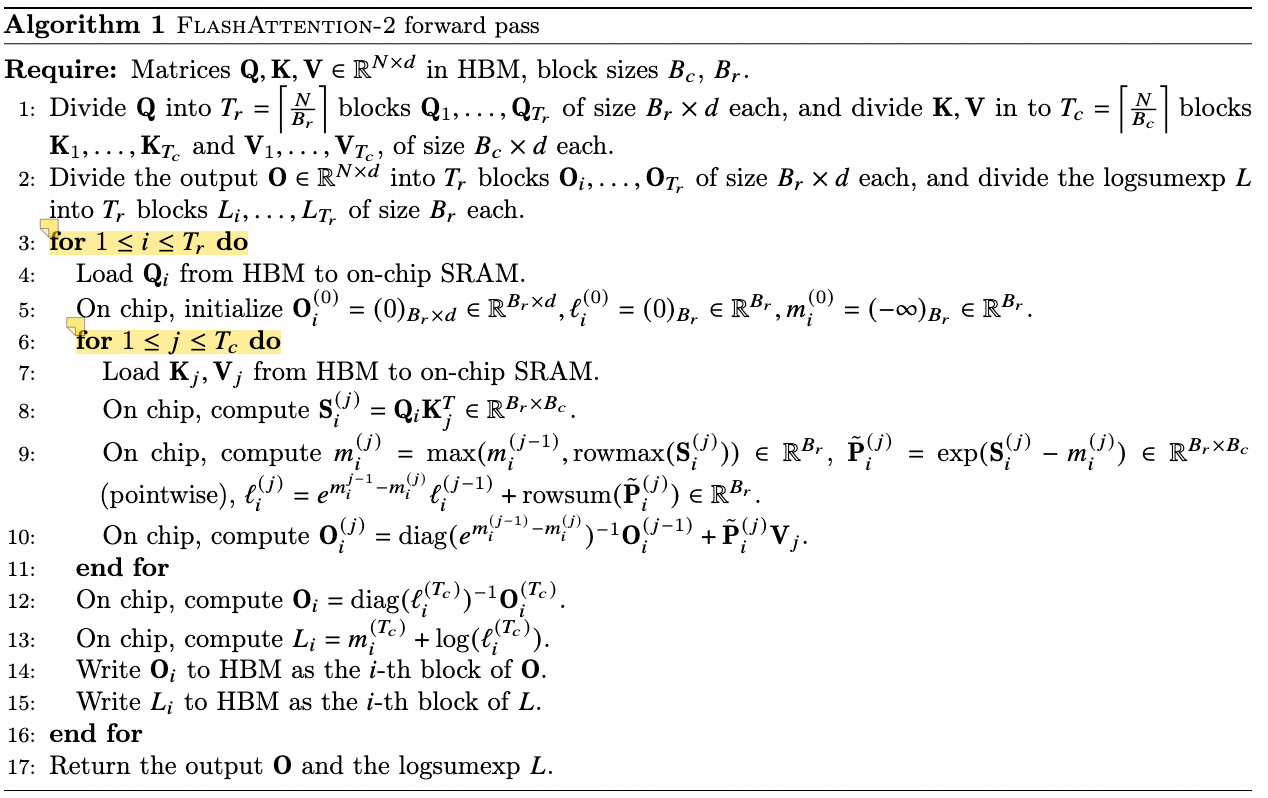 Algorithm 1 FLASHATTENTION-2 forward pass
Require: Matrices Q, K, V ∈ ℝ^{N×d} in HBM, block sizes B_c, B_r.
1: Divide Q into T_r = ⌈N/B_r⌉ blocks Q_1, . . . , Q_{T_r} of size B_r × d each, and divide K, V in to T_c = ⌈N/B_c⌉ blocks
K_1, . . . , K_{T_c} and V_1, . . . , V_{T_c}, of size B_c × d each.
2: Divide the output O ∈ ℝ^{N×d} into T_r blocks O_i, . . . , O_{T_r} of size B_r × d each, and divide the logsumexp L
into T_r blocks L_i, . . . , L_{T_r} of size B_r each.
3: for 1 ≤ i ≤ T_r do
4: Load Q_i from HBM to on-chip SRAM.
5: On chip, initialize O_i^{(0)} = (0)_{B_r×d} ∈ ℝ^{B_r×d}, ℓ_i^{(0)} = (0)_{B_r} ∈ ℝ^{B_r}, m_i^{(0)} = (−∞)_{B_r} ∈ ℝ^{B_r}.
6: for 1 ≤ j ≤ T_c do
7: Load K_j, V_j from HBM to on-chip SRAM.
8: On chip, compute S_i^{(j)} = Q_i K_j^T ∈ ℝ^{B_r×B_c}.
9: On chip, compute m_i^{(j)} = max(m_i^{(j−1)}, rowmax(S_i^{(j)})) ∈ ℝ^{B_r}, P̃_i^{(j)} = exp(S_i^{(j)} − m_i^{(j)}) ∈ ℝ^{B_r×B_c}
(pointwise), ℓ_i^{(j)} = e^{m_i^{j−1}−m_i^{(j)}} ℓ_i^{(j−1)} + rowsum(P̃_i^{(j)}) ∈ ℝ^{B_r}.
10: On chip, compute O_i^{(j)} = diag(e^{m_i^{(j−1)}−m_i^{(j)}})^{−1} O_i^{(j−1)} + P̃_i^{(j)} V_j.
11: end for
12: On chip, compute O_i = diag(ℓ_i^{(T_c)})^{−1} O_i^{(T_c)}.
13: On chip, compute L_i = m_i^{(T_c)} + log(ℓ_i^{(T_c)}).
14: Write O_i to HBM as the i-th block of O.
15: Write L_i to HBM as the i-th block of L.
16: end for
17: Return the output O and the logsumexp L.